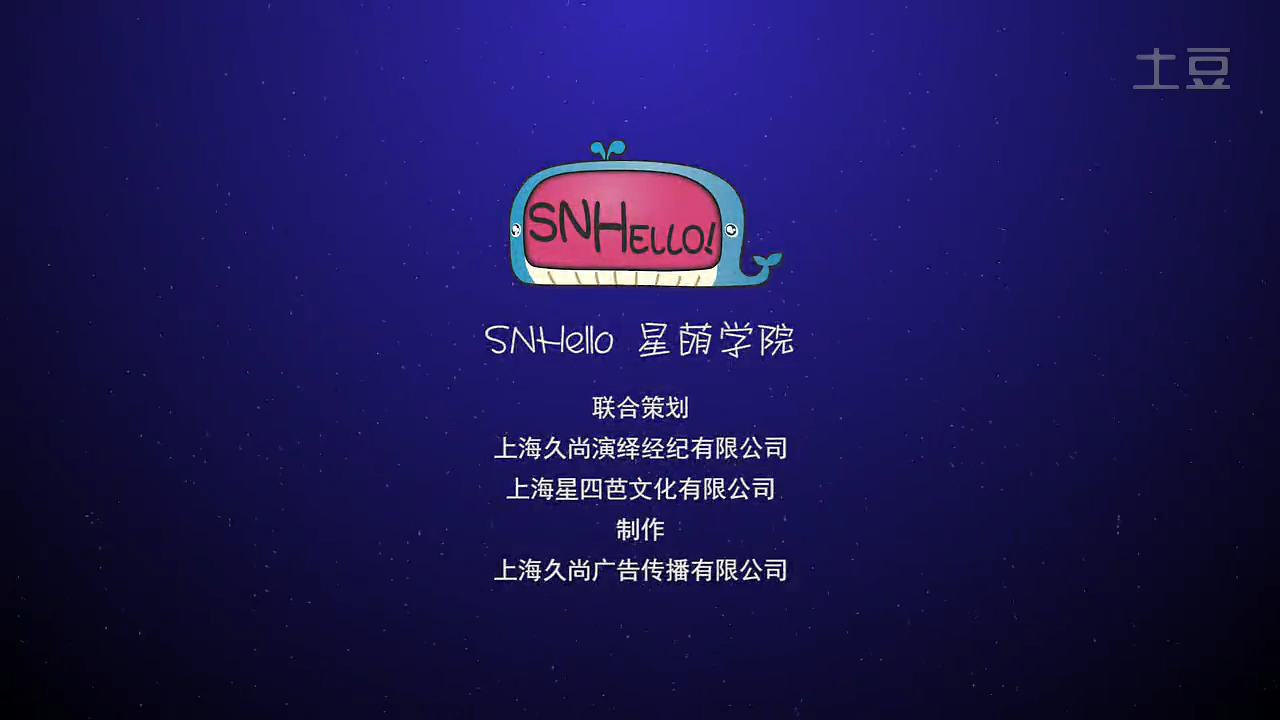 土豆
SNHELLO!
SNHello 星萌学院
联合策划
上海久尚演绎经纪有限公司
上海星四芭文化有限公司
制作
上海久尚广告传播有限公司